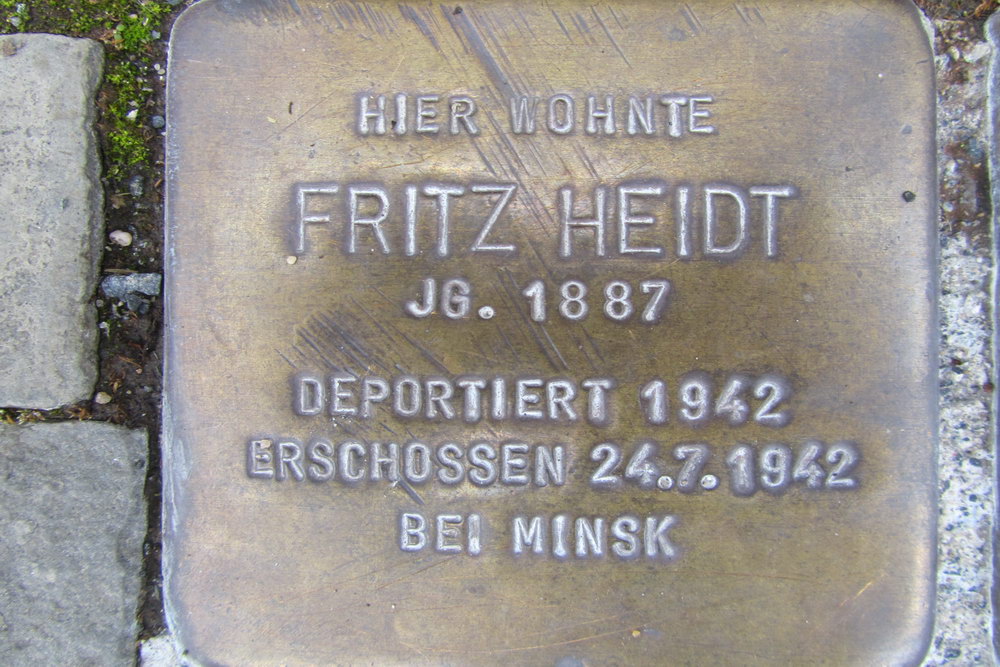 HIER WOHNTE
FRITZ HEIDT
JG. 1887
DEPORTIERT 1942
ERSCHOSSEN 24.7.1942
BEI MINSK